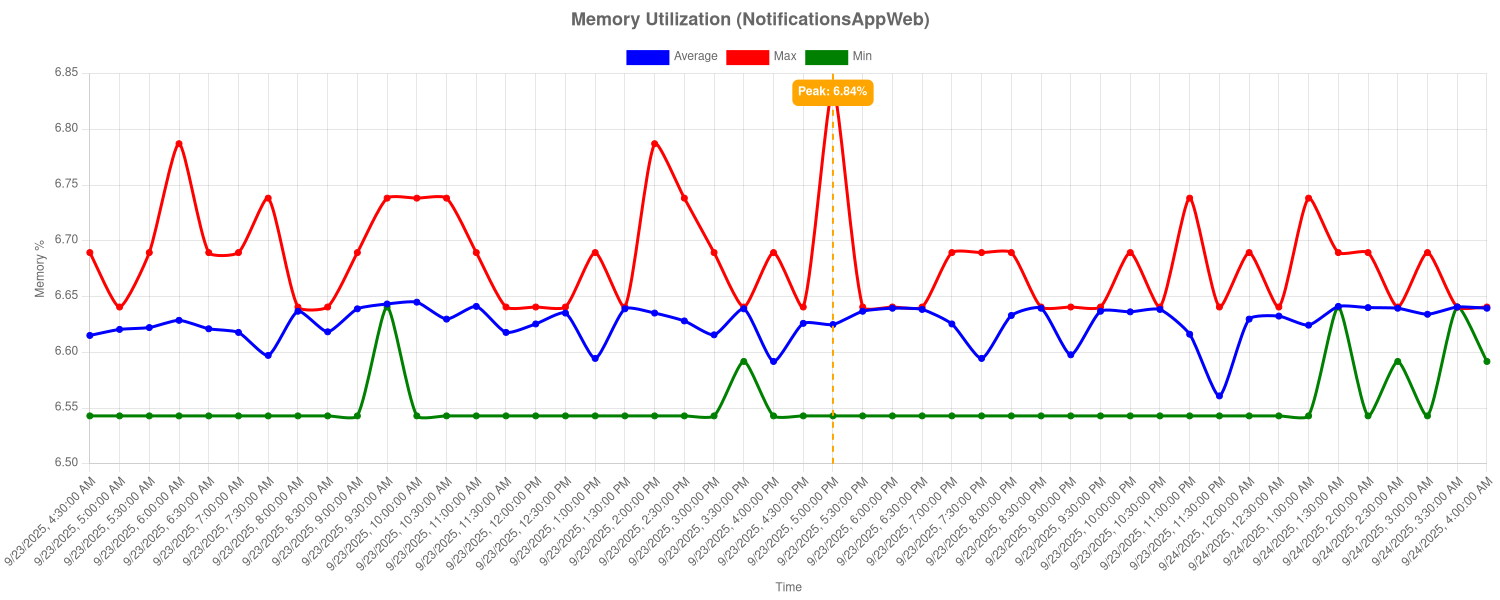 Memory Utilization (NotificationsAppWeb)
Average Max Min
Peak: 6.84%
6.85
6.80
6.75
6.70
6.65
6.60
6.55
6.50
Memory %
9/23/2025, 4:30:00 AM
9/23/2025, 5:00:00 AM
9/23/2025, 5:30:00 AM
9/23/2025, 6:00:00 AM
9/23/2025, 6:30:00 AM
9/23/2025, 7:00:00 AM
9/23/2025, 7:30:00 AM
9/23/2025, 8:00:00 AM
9/23/2025, 8:30:00 AM
9/23/2025, 9:00:00 AM
9/23/2025, 9:30:00 AM
9/23/2025, 10:00:00 AM
9/23/2025, 10:30:00 AM
9/23/2025, 11:00:00 AM
9/23/2025, 11:30:00 AM
9/23/2025, 12:00:00 PM
9/23/2025, 12:30:00 PM
9/23/2025, 1:00:00 PM
9/23/2025, 1:30:00 PM
9/23/2025, 2:00:00 PM
9/23/2025, 2:30:00 PM
9/23/2025, 3:00:00 PM
9/23/2025, 3:30:00 PM
9/23/2025, 4:00:00 PM
9/23/2025, 4:30:00 PM
9/23/2025, 5:00:00 PM
9/23/2025, 5:30:00 PM
9/23/2025, 6:00:00 PM
9/23/2025, 6:30:00 PM
9/23/2025, 7:00:00 PM
9/23/2025, 7:30:00 PM
9/23/2025, 8:00:00 PM
9/23/2025, 8:30:00 PM
9/23/2025, 9:00:00 PM
9/23/2025, 9:30:00 PM
9/23/2025, 10:00:00 PM
9/23/2025, 10:30:00 PM
9/23/2025, 11:00:00 PM
9/23/2025, 11:30:00 PM
9/24/2025, 12:00:00 AM
9/24/2025, 12:30:00 AM
9/24/2025, 1:00:00 AM
9/24/2025, 1:30:00 AM
9/24/2025, 2:00:00 AM
9/24/2025, 2:30:00 AM
9/24/2025, 3:00:00 AM
9/24/2025, 3:30:00 AM
9/24/2025, 4:00:00 AM
Time